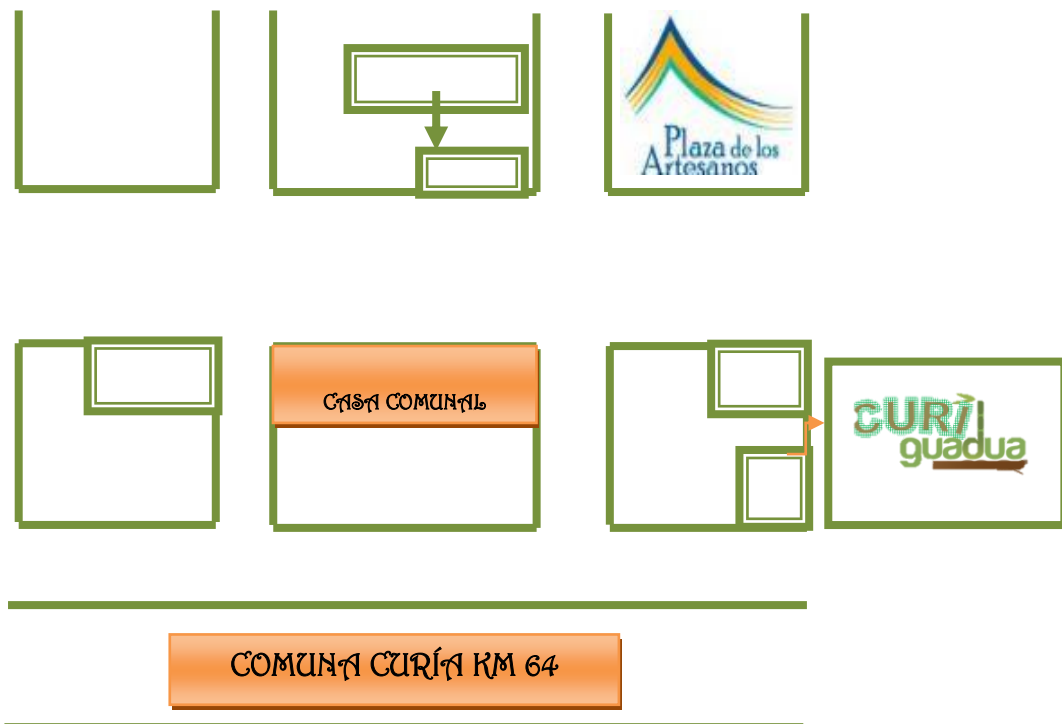 Plaza de los
Artesanos
CASA COMUNAL
CURÍ
guadua
COMUNA CURÍA KM 64